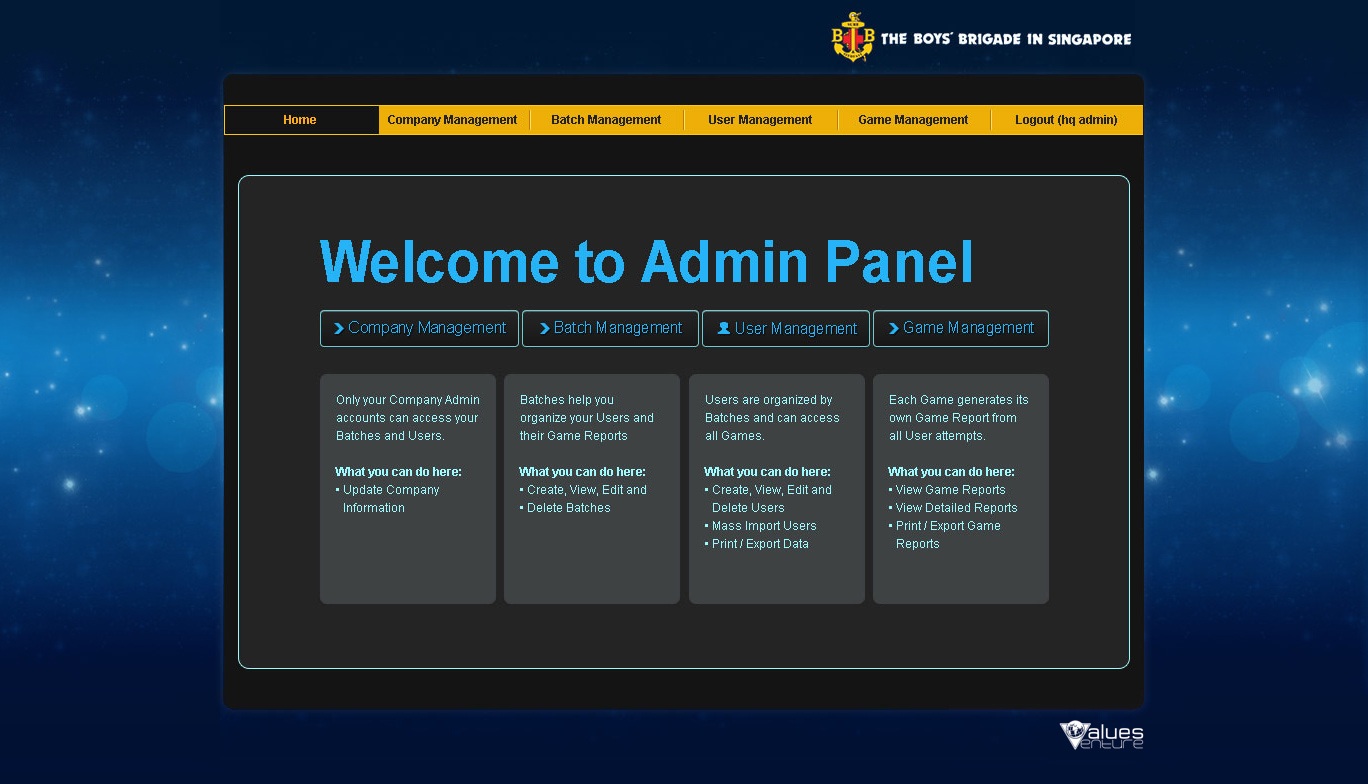 B B THE BOYS' BRIGADE IN SINGAPORE
Home Company Management Batch Management User Management Game Management Logout (hq admin)
Welcome to Admin Panel
Company Management Batch Management User Management Game Management
Only your Company Admin
accounts can access your
Batches and Users.
What you can do here:
• Update Company
Information
Batches help you
organize your Users and
their Game Reports
What you can do here:
• Create, View, Edit and
• Delete Batches
Users are organized by
Batches and can access
all Games.
What you can do here:
• Create, View, Edit and
Delete Users
• Mass Import Users
• Print / Export Data
Each Game generates its
own Game Report from
all User attempts.
What you can do here:
• View Game Reports
• View Detailed Reports
• Print / Export Game
Reports
Values
Venture